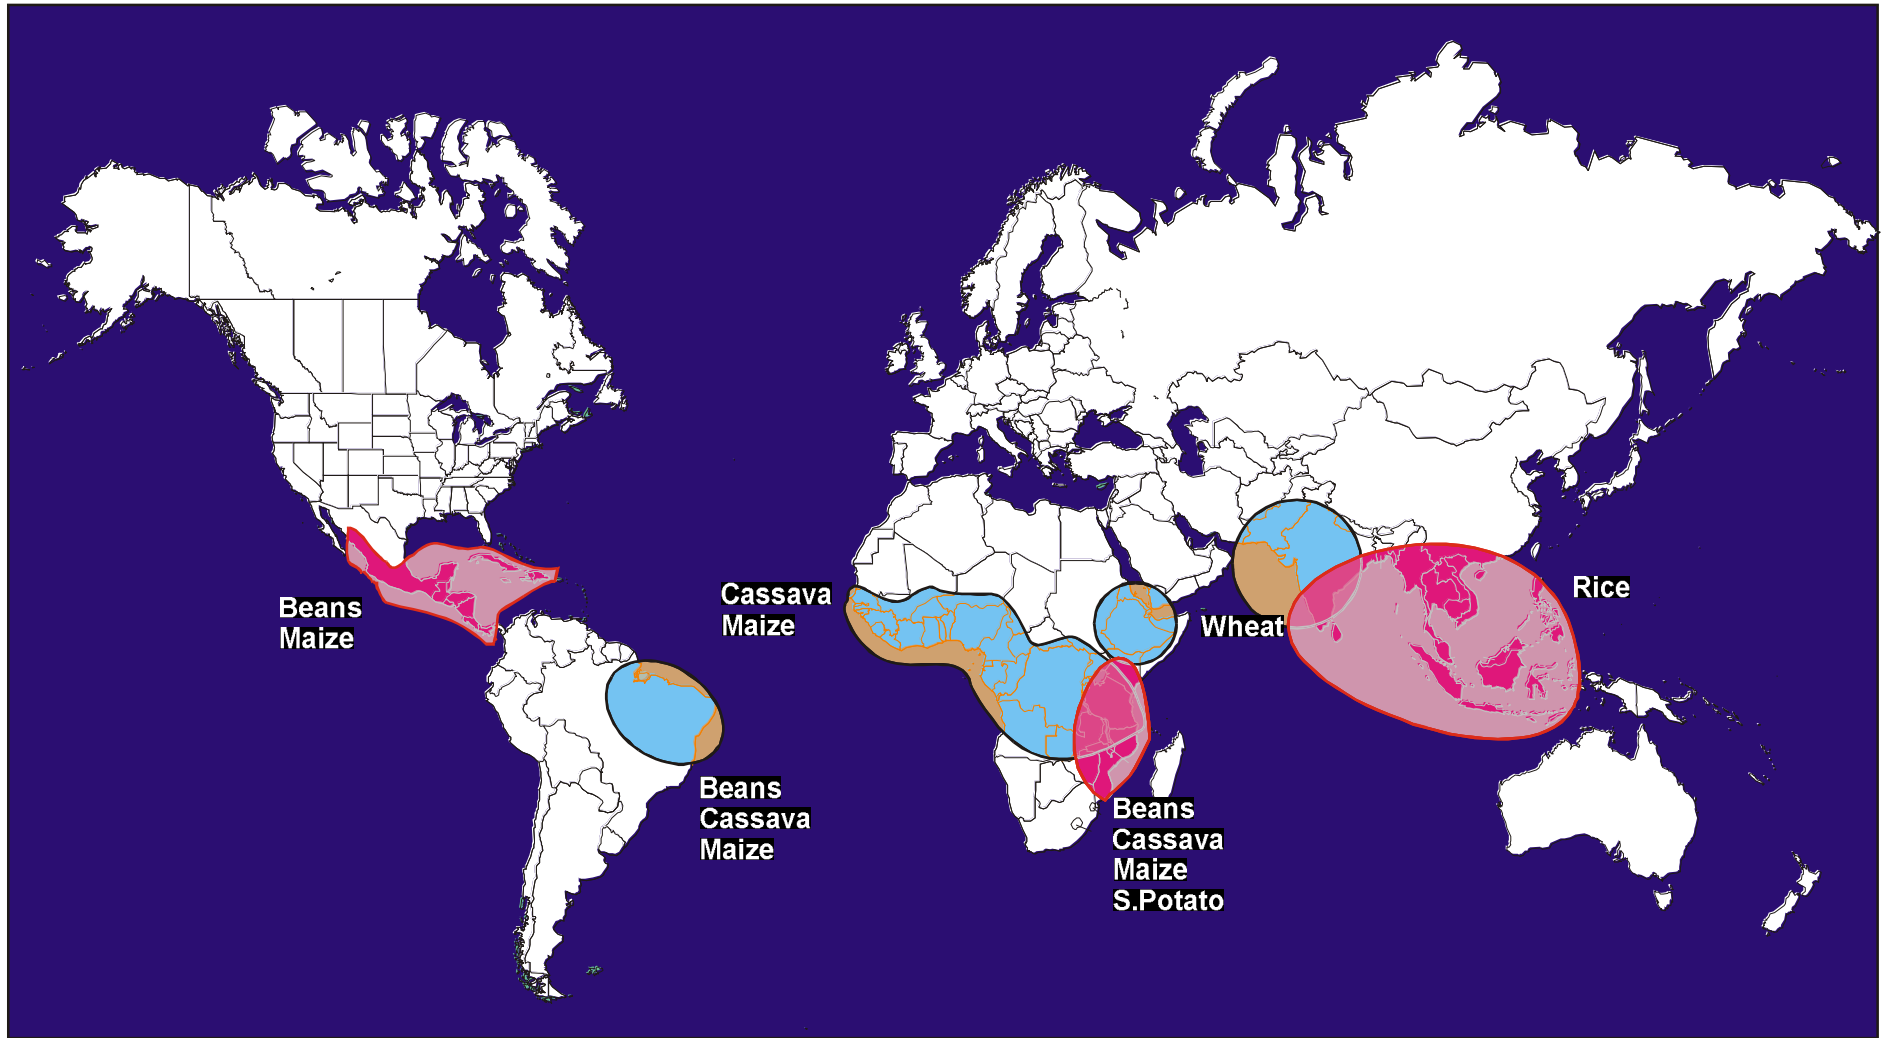 Beans
Maize
Cassava
Maize
Beans
Cassava
Maize
Wheat
Rice
Beans
Cassava
Maize
S.Potato